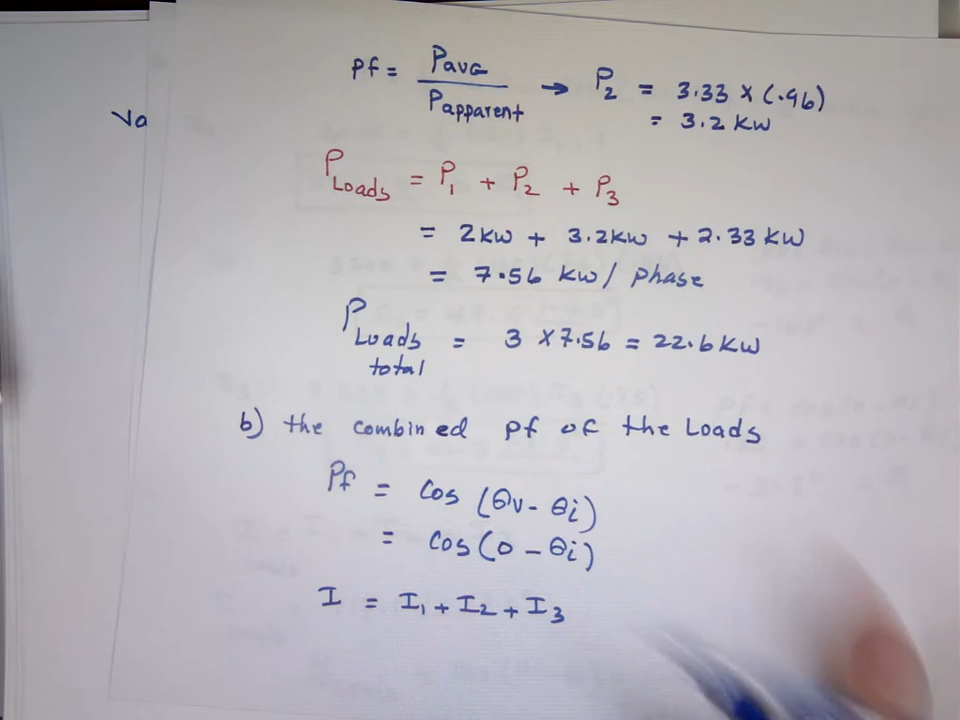 Pf = Pava / Papparent → P2 = 3.33 x (.96)
= 3.2 KW
Va
PLoads = P1 + P2 + P3
= 2KW + 3.2KW + 2.33 KW
= 7.56 KW / Phase
PLoads total = 3 x 7.56 = 22.6 KW
b) the combined Pf of the Loads
Pf = Cos (θv - θi)
= Cos (0 - θi)
I = I1 + I2 + I3